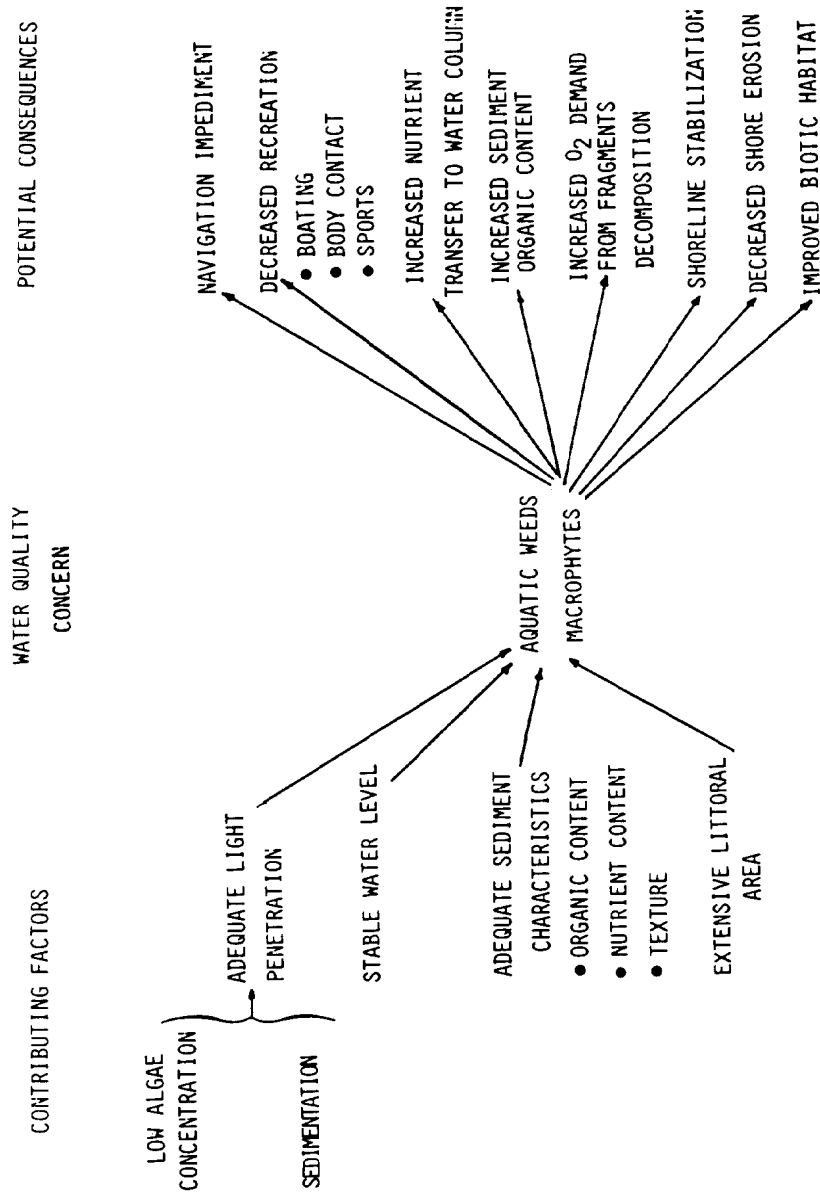 CONTRIBUTING FACTORS
LOW ALGAE
CONCENTRATION
SEDIMENTATION
ADEQUATE LIGHT
PENETRATION
STABLE WATER LEVEL
ADEQUATE SEDIMENT
CHARACTERISTICS
● ORGANIC CONTENT
● NUTRIENT CONTENT
● TEXTURE
EXTENSIVE LITTORAL
AREA
WATER QUALITY
CONCERN
AQUATIC WEEDS
MACROPHYTES
POTENTIAL CONSEQUENCES
NAVIGATION IMPEDIMENT
DECREASED RECREATION
● BOATING
● BODY CONTACT
● SPORTS
INCREASED NUTRIENT
TRANSFER TO WATER COLUMN
INCREASED SEDIMENT
ORGANIC CONTENT
INCREASED O₂ DEMAND
FROM FRAGMENTS
DECOMPOSITION
SHORELINE STABILIZATION
DECREASED SHORE EROSION
IMPROVED BIOTIC HABITAT